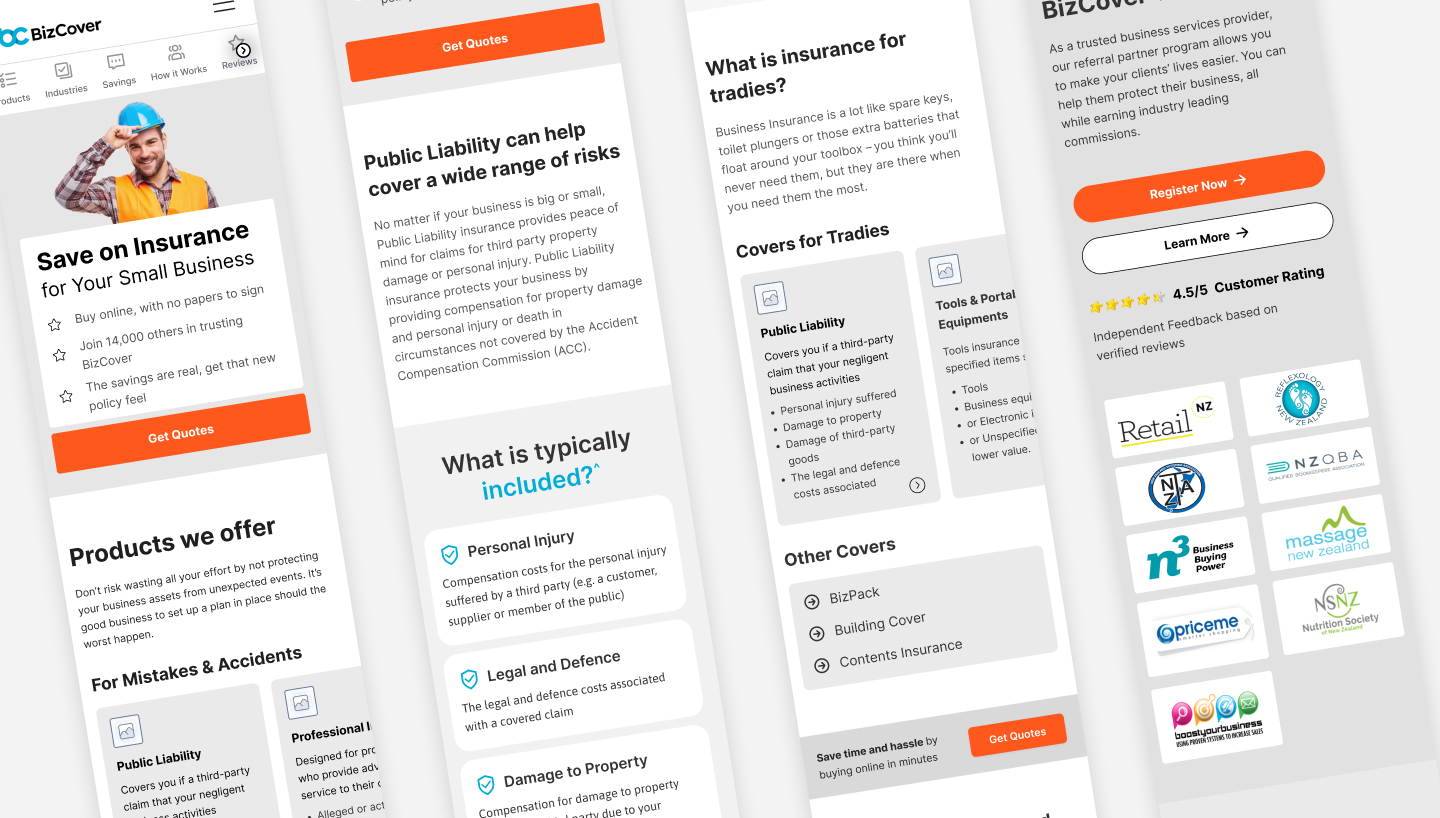 bc BizCover
Industries
Savings
How it Works
Reviews
Save on Insurance
for Your Small Business
Buy online, with no papers to sign
Join 14,000 others in trusting
BizCover
The savings are real, get that new
policy feel
Get Quotes
Products we offer
Don't risk wasting all your effort by not protecting
your business assets from unexpected events. It's
good business to set up a plan in place should the
worst happen.
For Mistakes & Accidents
Public Liability
Covers you if a third-party
claim that your negligent
activities
Professional
Designed for
who provide
service to their
• Alleged or
Get Quotes
Public Liability can help
cover a wide range of risks
No matter if your business is big or small,
Public Liability insurance provides peace of
mind for claims for third party property
damage or personal injury. Public Liability
insurance protects your business by
providing compensation for property damage
and personal injury or death in
circumstances not covered by the Accident
Compensation Commission (ACC).
What is typically
included?^
Personal Injury
Compensation costs for the personal injury
suffered by a third party (e.g. a customer,
supplier or member of the public)
Legal and Defence
The legal and defence costs associated
with a covered claim
Damage to Property
Compensation for damage to property
party due to your
What is insurance for
tradies?
Business Insurance is a lot like spare keys,
toilet plungers or those extra batteries that
float around your toolbox – you think you'll
never need them, but they are there when
you need them the most.
Covers for Tradies
Public Liability
Covers you if a third-party
claim that your negligent
business activities
• Personal injury suffered
• Damage to property
• Damage of third-party
goods
• The legal and defence
costs associated
Tools &
Equipments
Tools insurance
specified items
• Tools
• Business
• or Electronic
• or
lower value.
Other Covers
BizPack
Building Cover
Contents Insurance
Save time and hassle by
buying online in minutes
Get Quotes
BizCover
As a trusted business services provider,
our referral partner program allows you
to make your clients' lives easier. You can
help them protect their business, all
while earning industry leading
commissions.
Register Now
Learn More
4.5/5 Customer Rating
Independent Feedback based on
verified reviews
Retail NZ
REFLEXOLOGY
NEW ZEALAND
NZQBA
QUALIFIED BOOKKEEPERS ASSOCIATION
n3 Business
Buying
Power
massage
new zealand
priceme
smarter shopping
NSNZ
Nutrition Society
of New Zealand
boostyourbusiness
USING PROVEN SYSTEMS TO INCREASE SALES